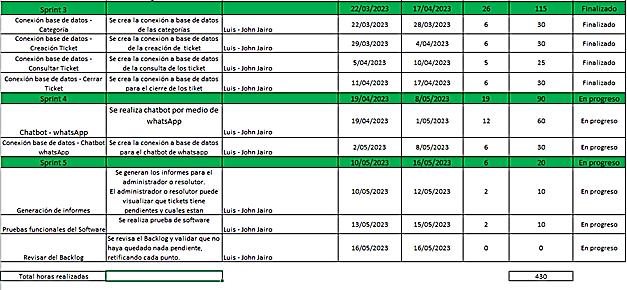 Sprint 3 22/03/2023 17/04/2023 26 115 Finalizado
Conexión base de datos - Categoría Se crea la conexión a base de datos de las categorías Luis - John Jairo 22/03/2023 28/03/2023 6 30 Finalizado
Conexión base de datos - Creación Ticket Se crea la conexión a base de datos de la creación de ticket Luis - John Jairo 29/03/2023 4/04/2023 6 30 Finalizado
Conexión base de datos - Consultar Ticket Se crea la conexión a base de datos de la consulta de los ticket Luis - John Jairo 5/04/2023 10/04/2023 5 25 Finalizado
Conexión base de datos - Cerrar Ticket Se crea la conexión a base de datos para el cierre de los tiket Luis - John Jairo 11/04/2023 17/04/2023 6 30 Finalizado
Sprint 4 19/04/2023 8/05/2023 19 90 En progreso
Chatbot - whatsApp Se realiza chatbot por medio de whatsApp Luis - John Jairo 19/04/2023 1/05/2023 12 60 En progreso
Conexión base de datos - Chatbot whatsApp Se crea la conexión a base de datos para el chatbot de whatsapp Luis - John Jairo 2/05/2023 8/05/2023 6 30 En progreso
Sprint 5 10/05/2023 16/05/2023 6 20 En progreso
Generación de informes Se generan los informes para el administrador o resolutor. El administrador o resolutor puede visualizar que tickets tiene pendientes y cuales estan Luis - John Jairo 10/05/2023 12/05/2023 2 10 En progreso
Pruebas funcionales del Software Se realiza prueba de software Luis - John Jairo 13/05/2023 15/05/2023 2 10 En progreso
Revisar del Backlog Se revisa el Backlog y validar que no haya quedado nada pendiente, retificando cada punto. Luis - John Jairo 16/05/2023 16/05/2023 0 0 En progreso
Total horas realizadas 430